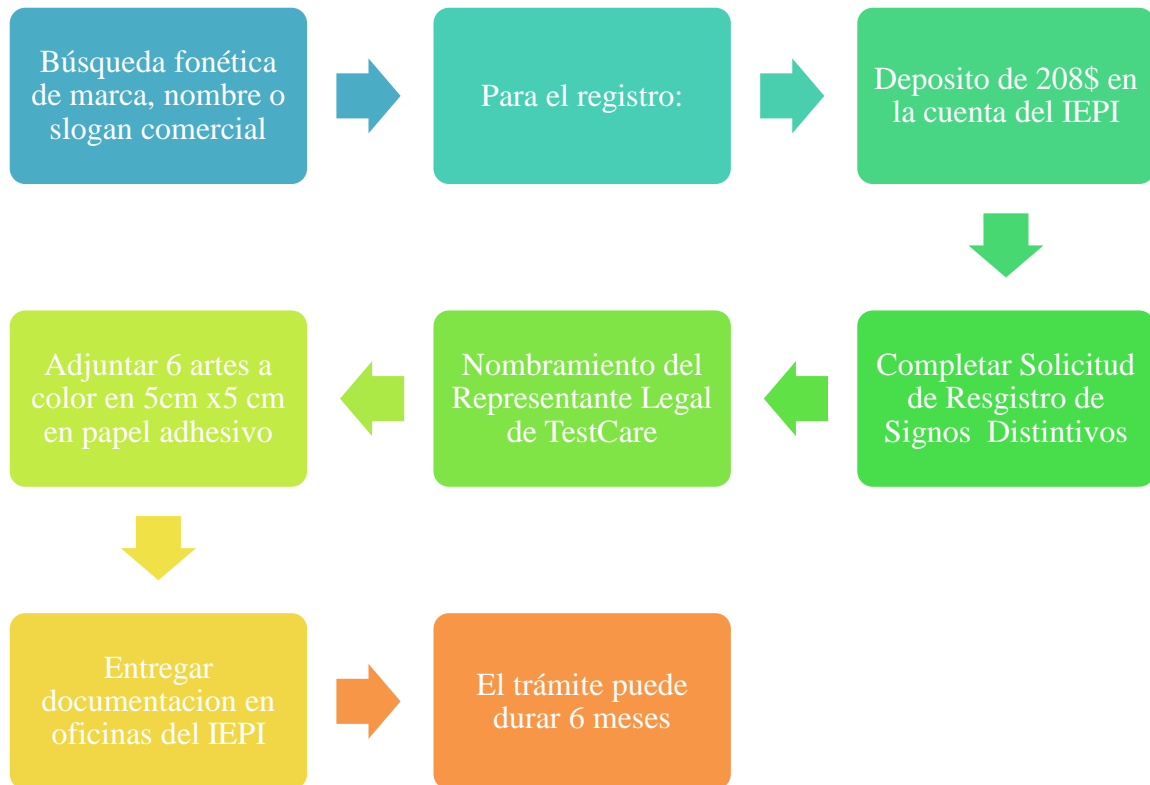 Búsqueda fonética
de marca, nombre o
slogan comercial
Para el registro:
Deposito de 208$ en
la cuenta del IEPI
Completar Solicitud
de Resgistro de
Signos Distintivos
Nombramiento del
Representante Legal
de TestCare
Adjuntar 6 artes a
color en 5cm x5 cm
en papel adhesivo
Entregar
documentacion en
oficinas del IEPI
El trámite puede
durar 6 meses